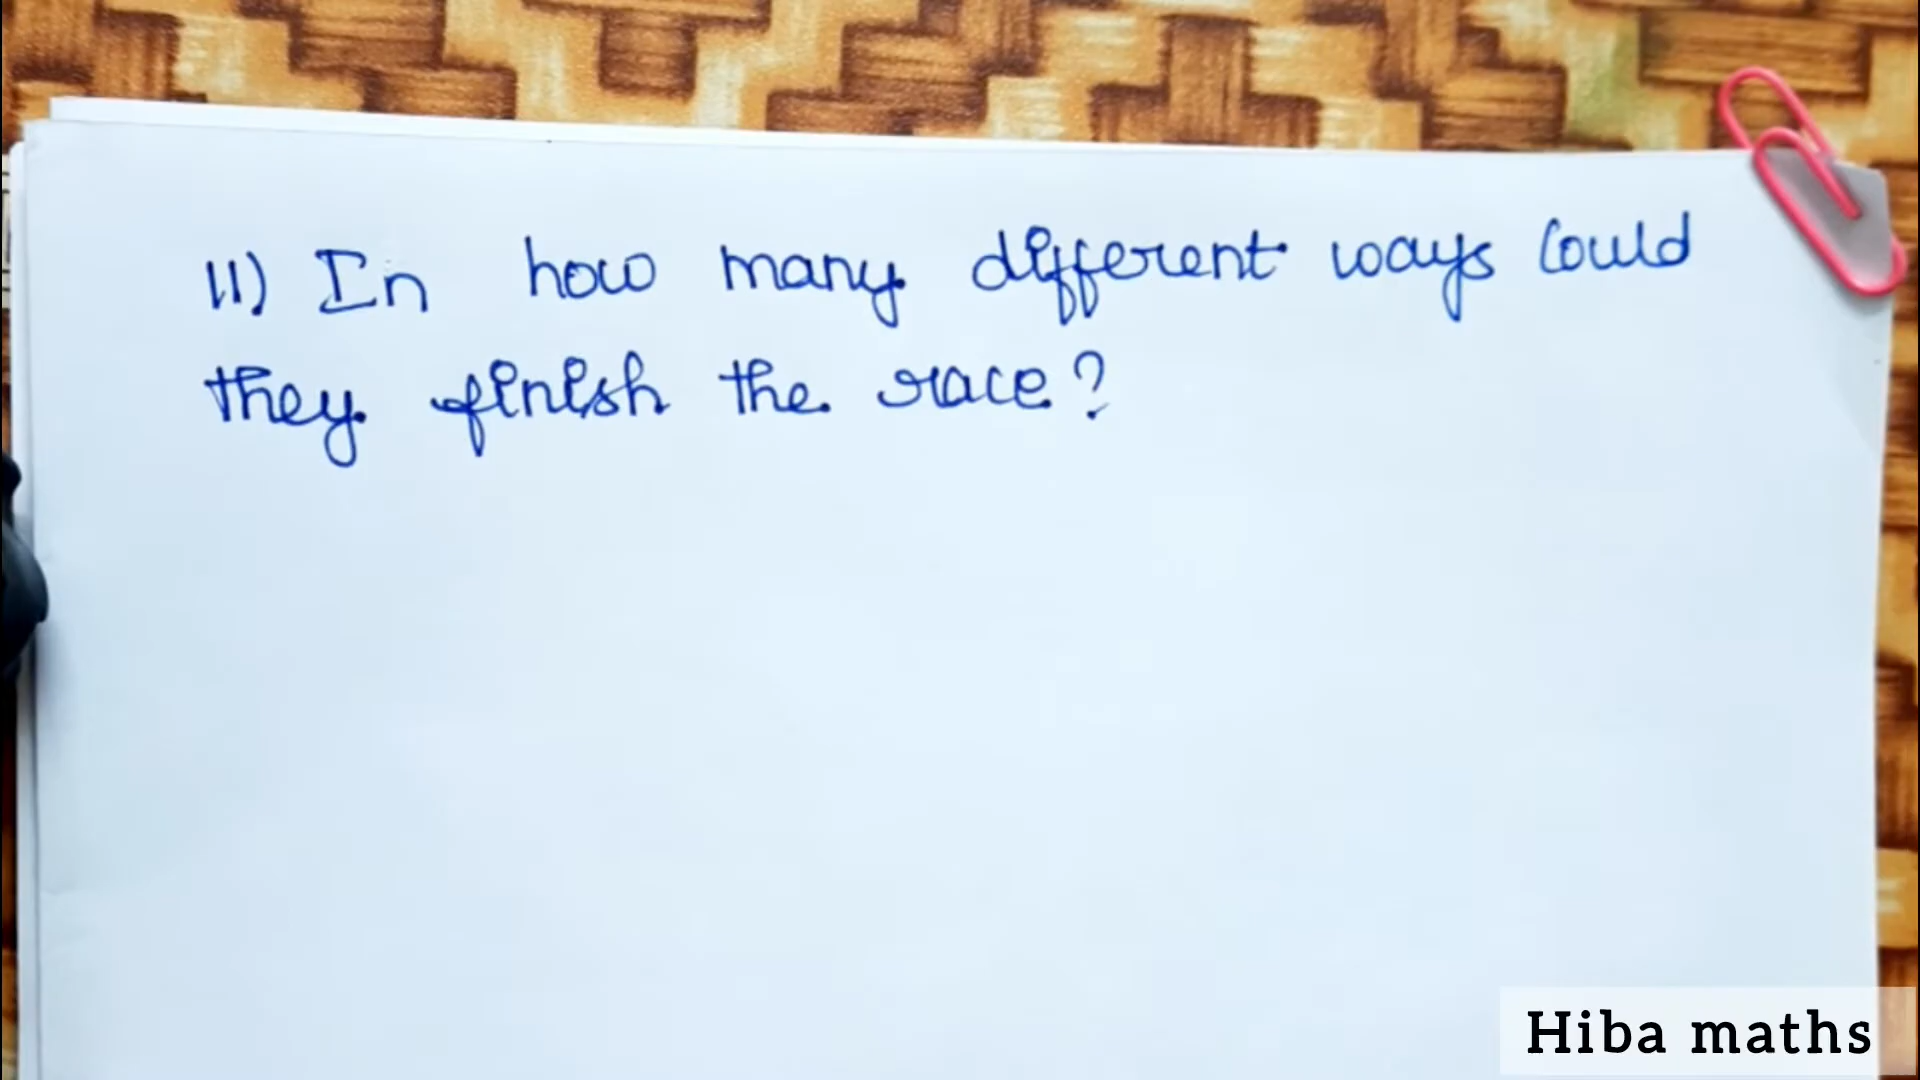 11) In how many different ways could
they finish the race?
Hiba maths